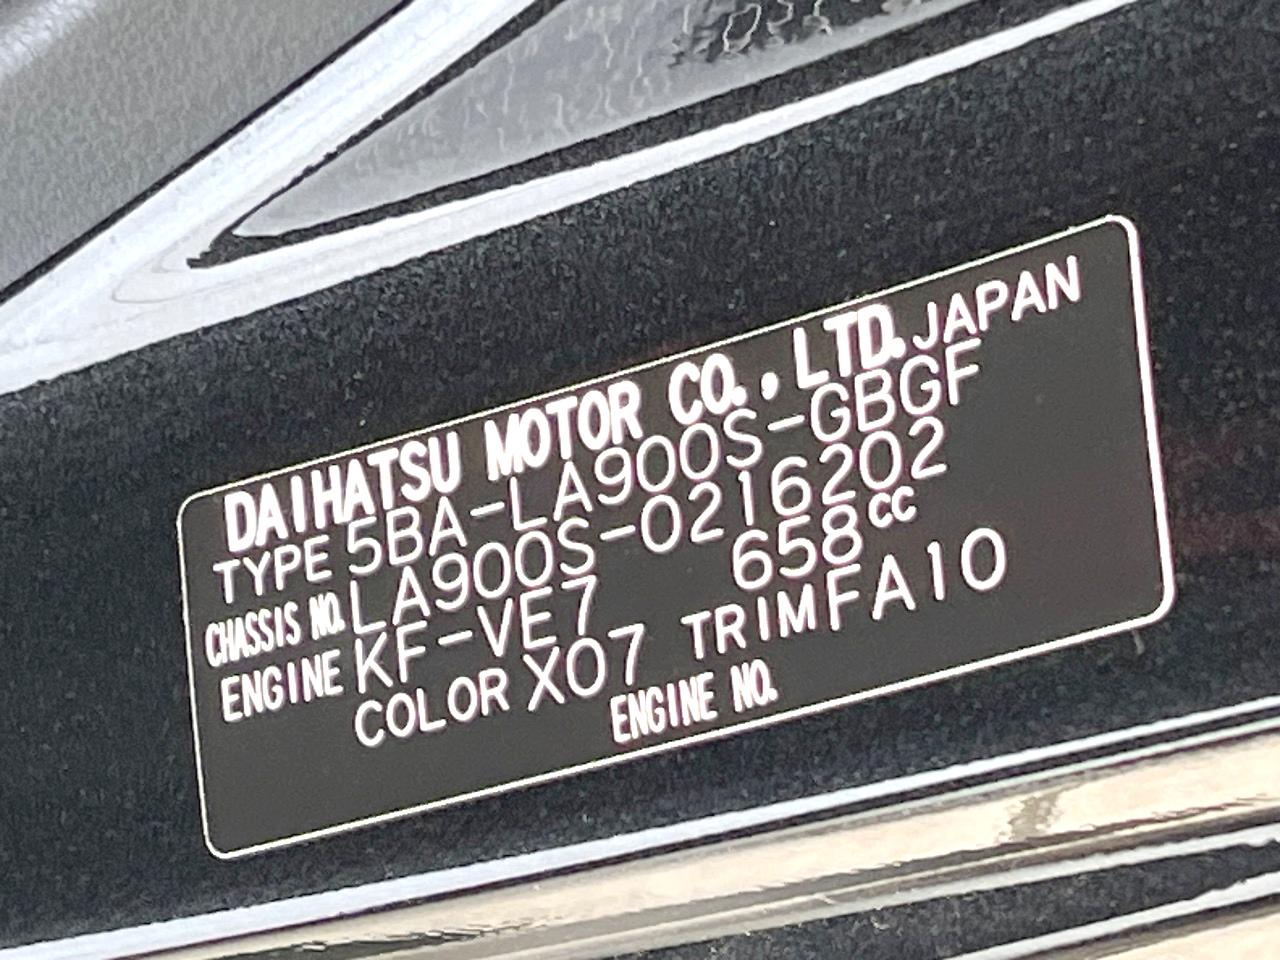 DAIHATSU MOTOR CO., LTD. JAPAN
TYPE 5BA-LA900S-GBGF
CHASSIS NO. LA900S-0216202
ENGINE KF-VE7 658cc
COLOR X07 TRIM FA10
ENGINE NO.